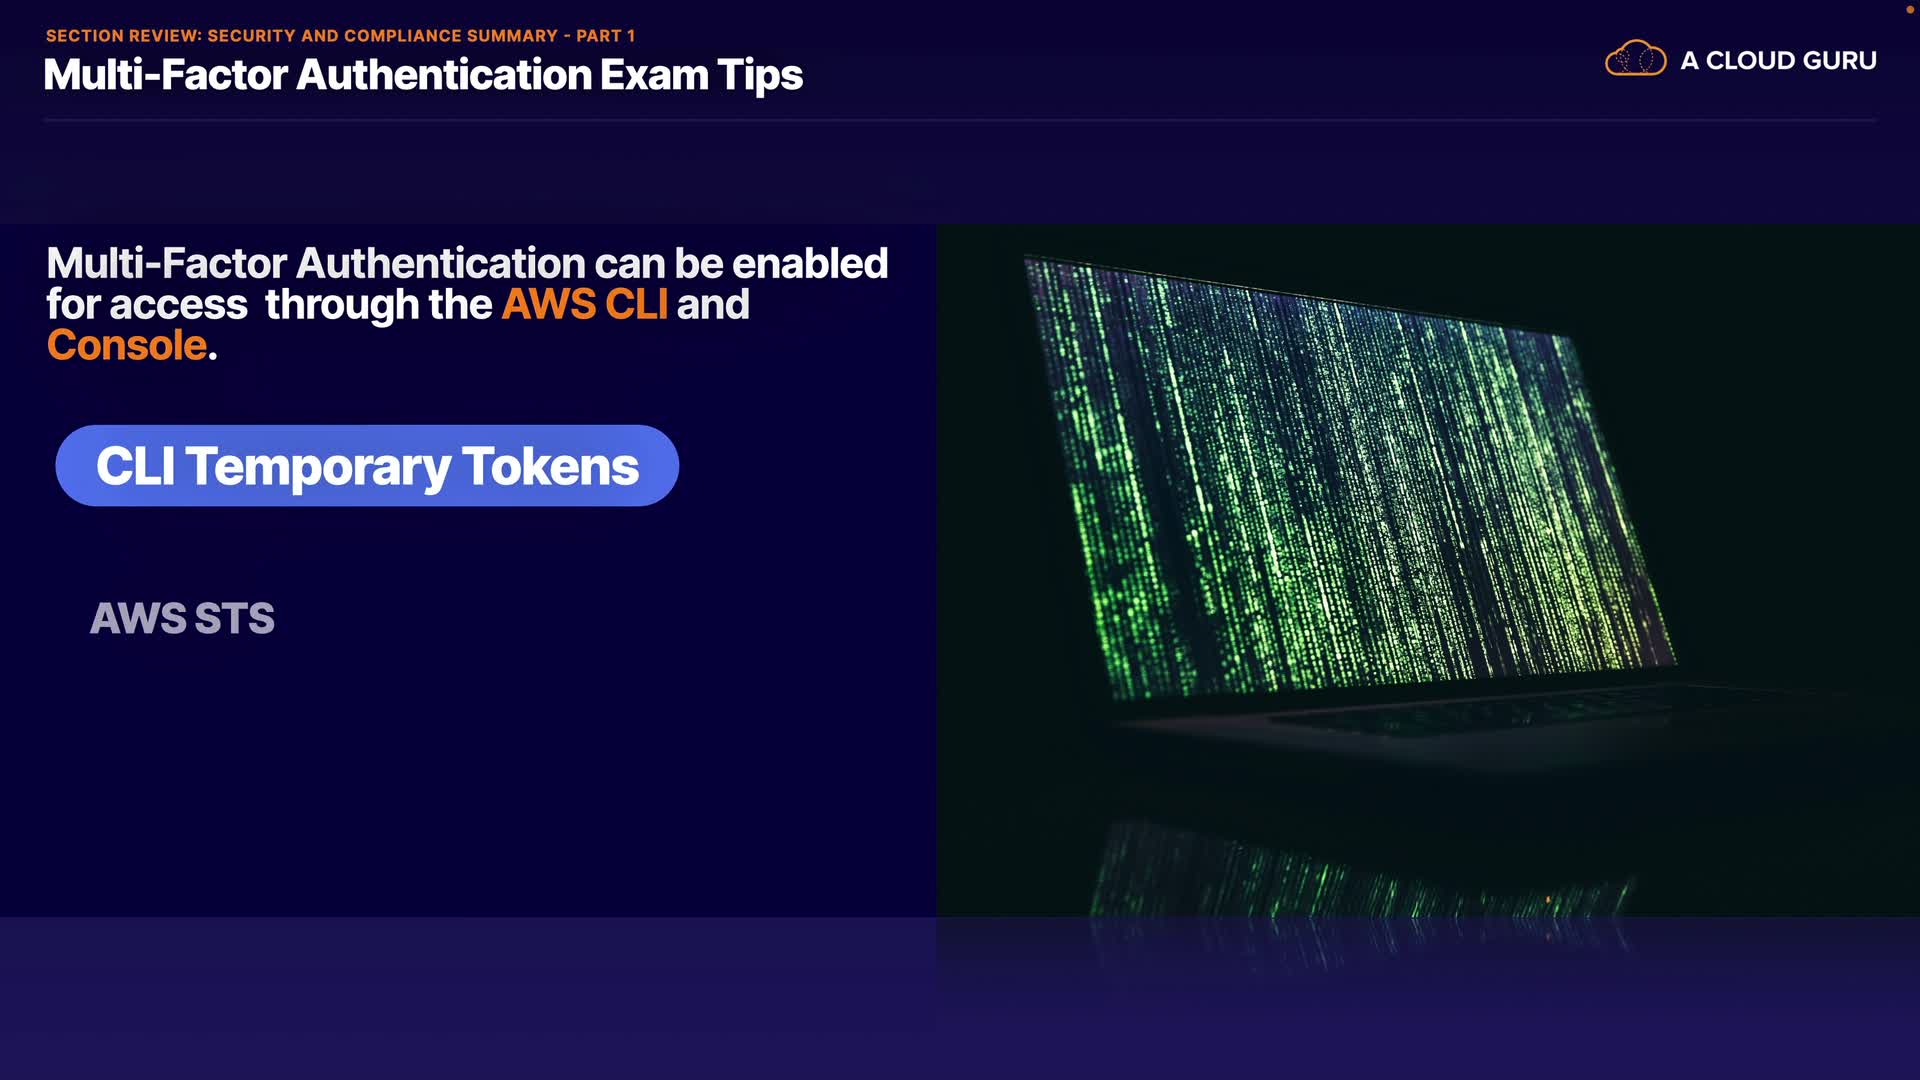 SECTION REVIEW: SECURITY AND COMPLIANCE SUMMARY - PART 1
Multi-Factor Authentication Exam Tips
A CLOUD GURU
Multi-Factor Authentication can be enabled
for access  through the AWS CLI and
Console.
CLI Temporary Tokens
AWS STS